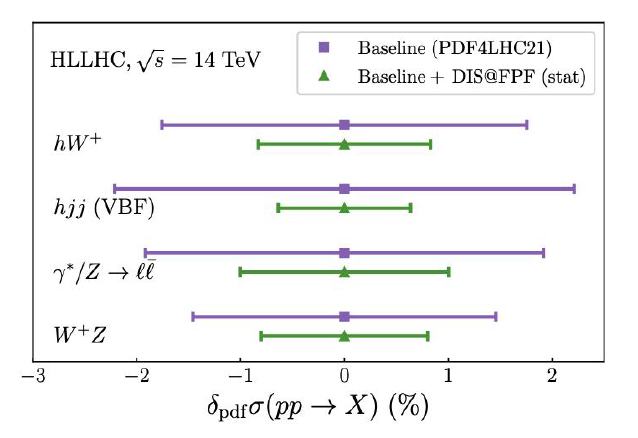 HLLHC, √s = 14 TeV
Baseline (PDF4LHC21)
Baseline + DIS@FPF (stat)
hW⁺
hjj (VBF)
γ*/Z → ℓℓ̄
W⁺Z
−3 −2 −1 0 1 2
δ_pdf σ(pp → X) (%)